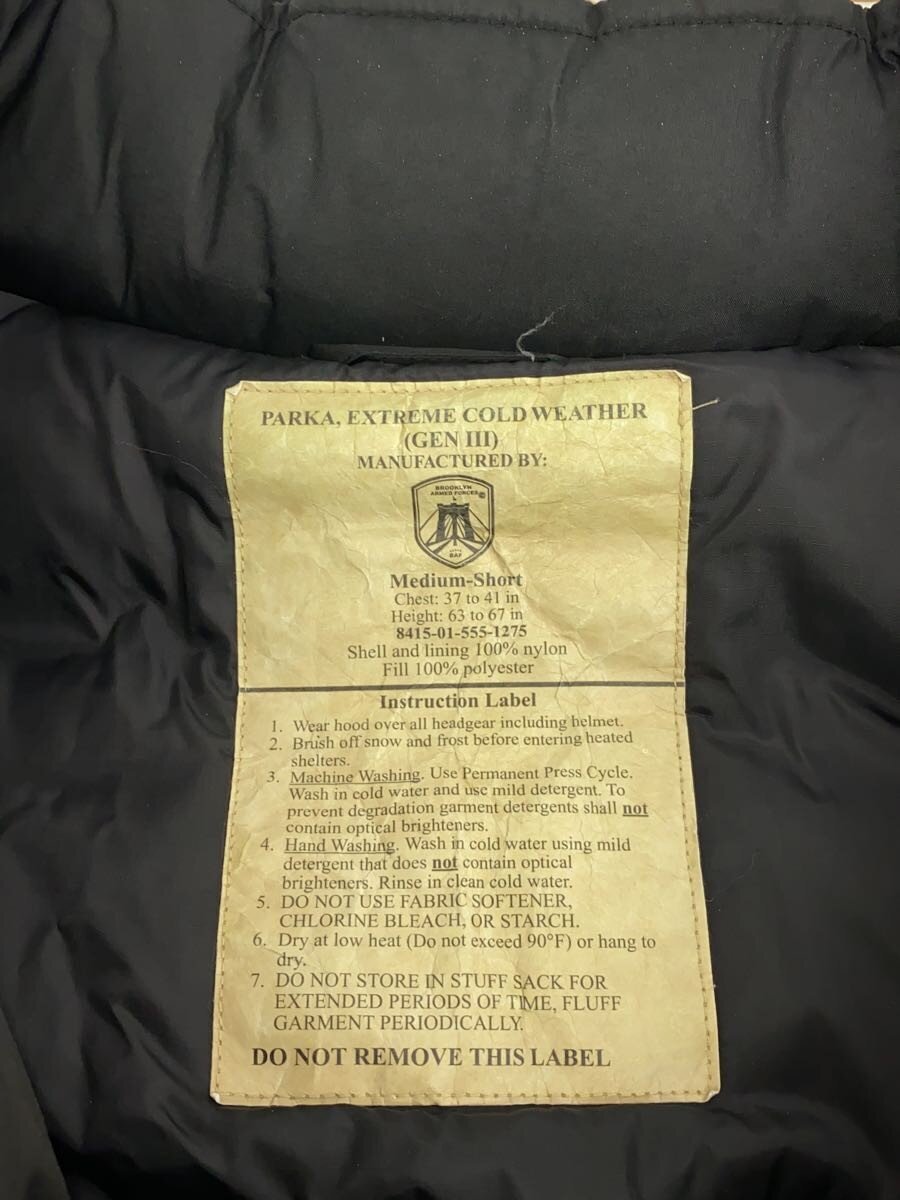 PARKA, EXTREME COLD WEATHER
(GEN III)
MANUFACTURED BY:
BROOKLYN
ARMED FORCES
BAF
Medium-Short
Chest: 37 to 41 in
Height: 63 to 67 in
8415-01-555-1275
Shell and lining 100% nylon
Fill 100% polyester
Instruction Label
1. Wear hood over all headgear including helmet.
2. Brush off snow and frost before entering heated
shelters.
3. Machine Washing. Use Permanent Press Cycle.
Wash in cold water and use mild detergent. To
prevent degradation garment detergents shall not
contain optical brighteners.
4. Hand Washing. Wash in cold water using mild
detergent that does not contain optical
brighteners. Rinse in clean cold water.
5. DO NOT USE FABRIC SOFTENER,
CHLORINE BLEACH, OR STARCH.
6. Dry at low heat (Do not exceed 90°F) or hang to
dry.
7. DO NOT STORE IN STUFF SACK FOR
EXTENDED PERIODS OF TIME, FLUFF
GARMENT PERIODICALLY.
DO NOT REMOVE THIS LABEL